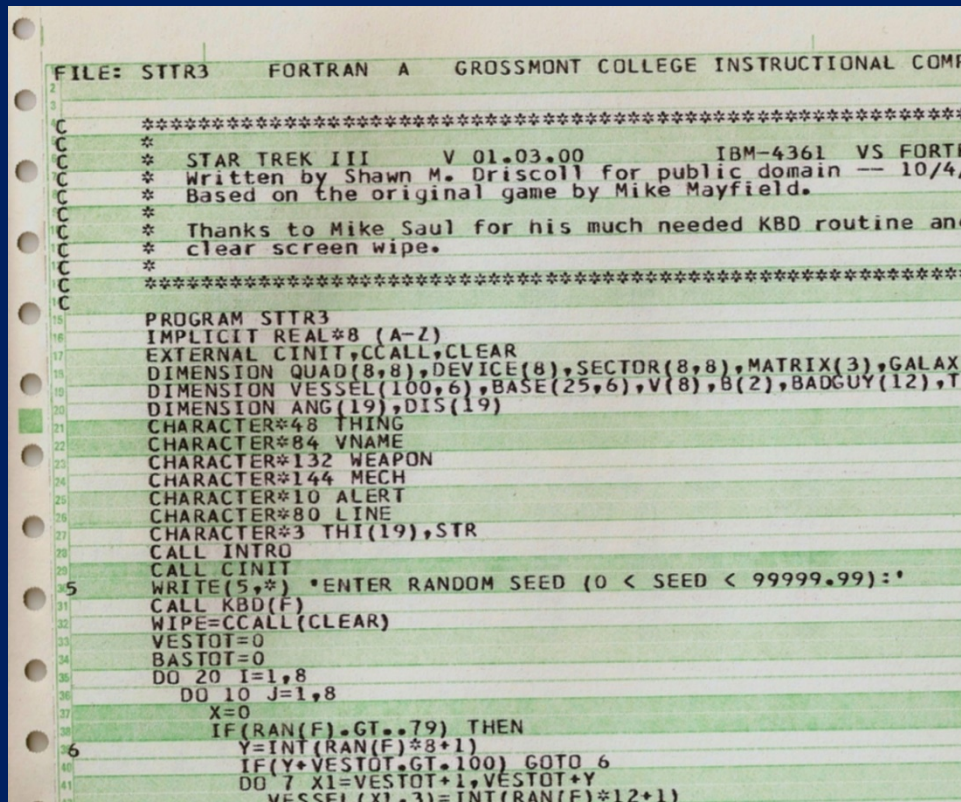 FILE: STTR3 FORTRAN A GROSSMONT COLLEGE INSTRUCTIONAL COMP
C ************************************************************
C *
C * STAR TREK III V 01.03.00 IBM-4361 VS FORT
C * Written by Shawn M. Driscoll for public domain -- 10/4/
C * Based on the original game by Mike Mayfield.
C *
C * Thanks to Mike Saul for his much needed KBD routine and
C * clear screen wipe.
C *
C ************************************************************
C
PROGRAM STTR3
IMPLICIT REAL*8 (A-Z)
EXTERNAL CINIT,CCALL,CLEAR
DIMENSION QUAD(8,8),DEVICE(8),SECTOR(8,8),MATRIX(3),GALAX
DIMENSION VESSEL(100,6),BASE(25,6),V(8),B(2),BADGUY(12),T
DIMENSION ANG(19),DIS(19)
CHARACTER*48 THING
CHARACTER*84 VNAME
CHARACTER*132 WEAPON
CHARACTER*144 MECH
CHARACTER*10 ALERT
CHARACTER*80 LINE
CHARACTER*3 THI(19),STR
CALL INTRO
CALL CINIT
5 WRITE(5,*) 'ENTER RANDOM SEED (0 < SEED < 99999.99):'
CALL KBD(F)
WIPE=CCALL(CLEAR)
VESTOT=0
BASTOT=0
DO 20 I=1,8
DO 10 J=1,8
X=0
IF(RAN(F).GT..79) THEN
6 Y=INT(RAN(F)*8+1)
IF(Y+VESTOT.GT.100) GOTO 6
DO 7 X1=VESTOT+1,VESTOT+Y
VESSEL(X1,3)=INT(RAN(F)*12+1)